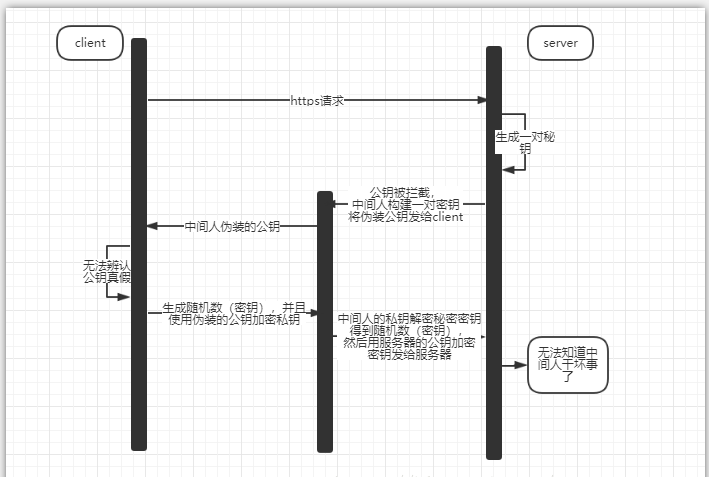 client
server
https请求
生成一对秘
钥
公钥被拦截，
中间人构建一对密钥
将伪装公钥发给client
中间人伪装的公钥
无法辨认
公钥真假
生成随机数（密钥），并且
使用伪装的公钥加密私钥
中间人的私钥解密秘密密钥
得到随机数（密钥），
然后用服务器的公钥加密
密钥发给服务器
无法知道中
间人干坏事
了